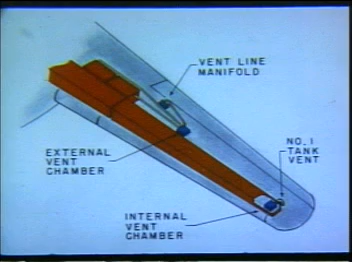 VENT LINE
MANIFOLD
EXTERNAL
VENT
CHAMBER
NO. 1
TANK
VENT
INTERNAL
VENT
CHAMBER